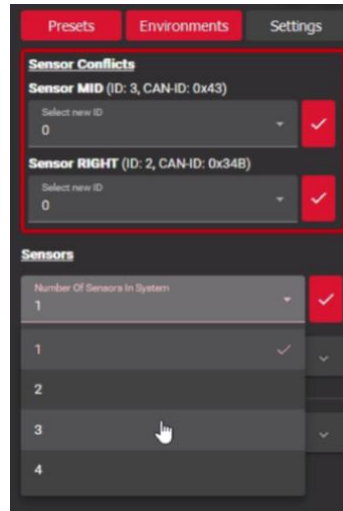 Presets Environments Settings
Sensor Conflicts
Sensor MID (ID: 3, CAN-ID: 0x43)
Select new ID
0
Sensor RIGHT (ID: 2, CAN-ID: 0x34B)
Select new ID
0
Sensors
Number Of Sensors In System
1
1
2
3
4